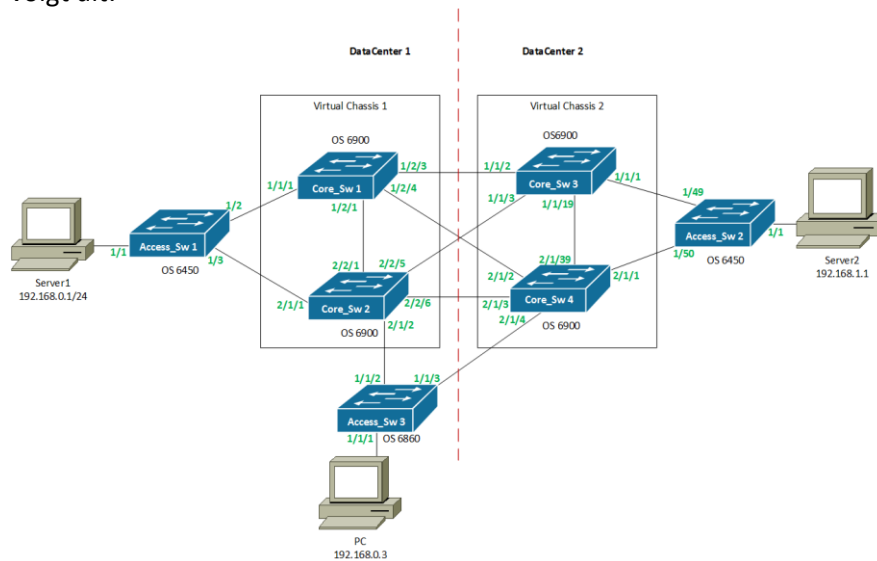 voigt uit.
DataCenter 1
DataCenter 2
Virtual Chassis 1
Virtual Chassis 2
OS 6900
OS6900
1/2/3
1/1/2
1/1/1
Core_Sw 1
1/2/4
Core_Sw 3
1/1/1
1/2
1/2/1
1/1/3
1/1/19
1/49
Access_Sw 1
Access_Sw 2
1/1
1/1
Server1
192.168.0.1/24
OS 6450
1/3
2/2/1
2/2/5
2/1/2
2/1/39
2/1/1
1/50
OS 6450
Server2
192.168.1.1
2/1/1
Core_Sw 2
2/2/6
2/1/3
Core_Sw 4
OS 6900
2/1/2
2/1/4
OS 6900
1/1/2
1/1/3
Access_Sw 3
1/1/1
OS 6860
PC
192.168.0.3